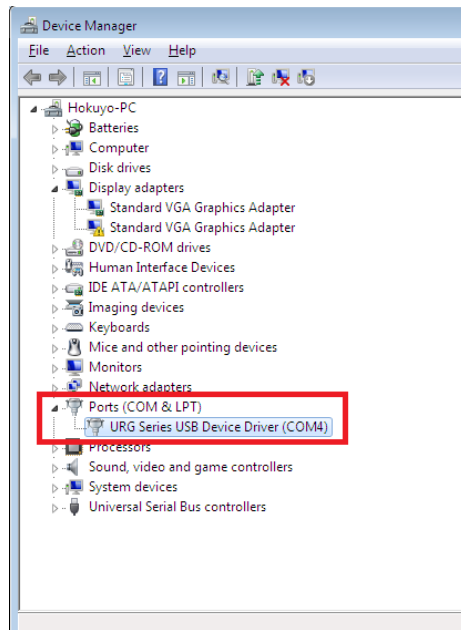 Device Manager
File Action View Help
Hokuyo-PC
Batteries
Computer
Disk drives
Display adapters
Standard VGA Graphics Adapter
Standard VGA Graphics Adapter
DVD/CD-ROM drives
Human Interface Devices
IDE ATA/ATAPI controllers
Imaging devices
Keyboards
Mice and other pointing devices
Monitors
Network adapters
Ports (COM & LPT)
URG Series USB Device Driver (COM4)
Processors
Sound, video and game controllers
System devices
Universal Serial Bus controllers